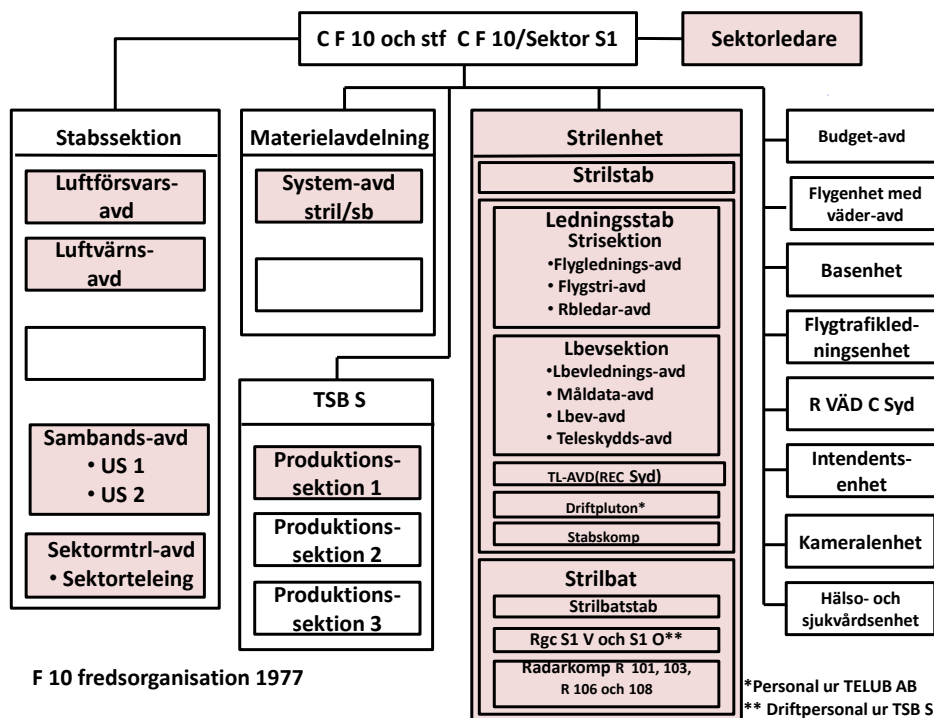 C F 10 och stf C F 10/Sektor S1
Sektorledare
Stabssektion
Luftförsvars-
avd
Luftvärns-
avd
Sambands-avd
• US 1
• US 2
Sektormtrl-avd
• Sektorteleing
Materielavdelning
System-avd
stril/sb
TSB S
Produktions-
sektion 1
Produktions-
sektion 2
Produktions-
sektion 3
Strilenhet
Strilstab
Ledningsstab
Strisektion
•Flyglednings-avd
• Flygstri-avd
• Rbledar-avd
Lbevsektion
•Lbevlednings-avd
• Måldata-avd
• Lbev-avd
• Teleskydds-avd
TL-AVD(REC Syd)
Driftpluton*
Stabskomp
Strilbat
Strilbatstab
Rgc S1 V och S1 O**
Radarkomp R 101, 103,
R 106 och 108
Budget-avd
Flygenhet med
väder-avd
Basenhet
Flygtrafikled-
ningsenhet
R VÄD C Syd
Intendents-
enhet
Kameralenhet
Hälso- och
sjukvårdsenhet
F 10 fredsorganisation 1977
*Personal ur TELUB AB
** Driftpersonal ur TSB S